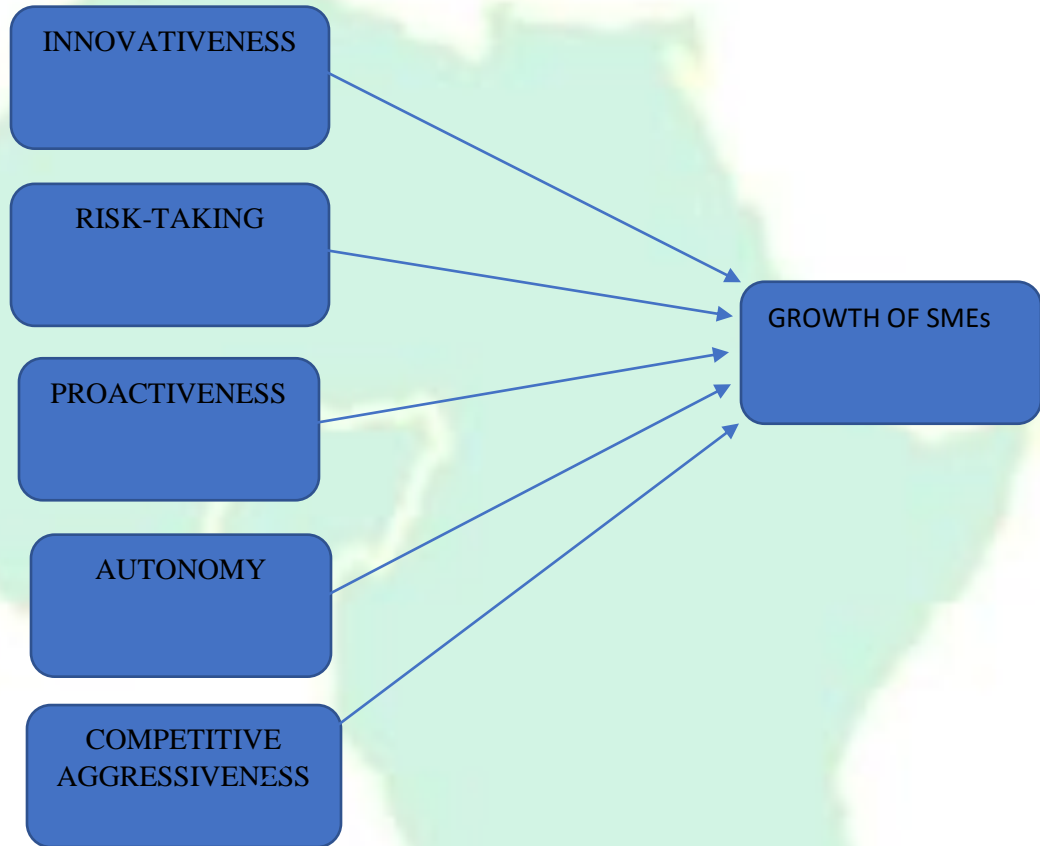 INNOVATIVENESS
RISK-TAKING
GROWTH OF SMEs
PROACTIVENESS
AUTONOMY
COMPETITIVE
AGGRESSIVENESS